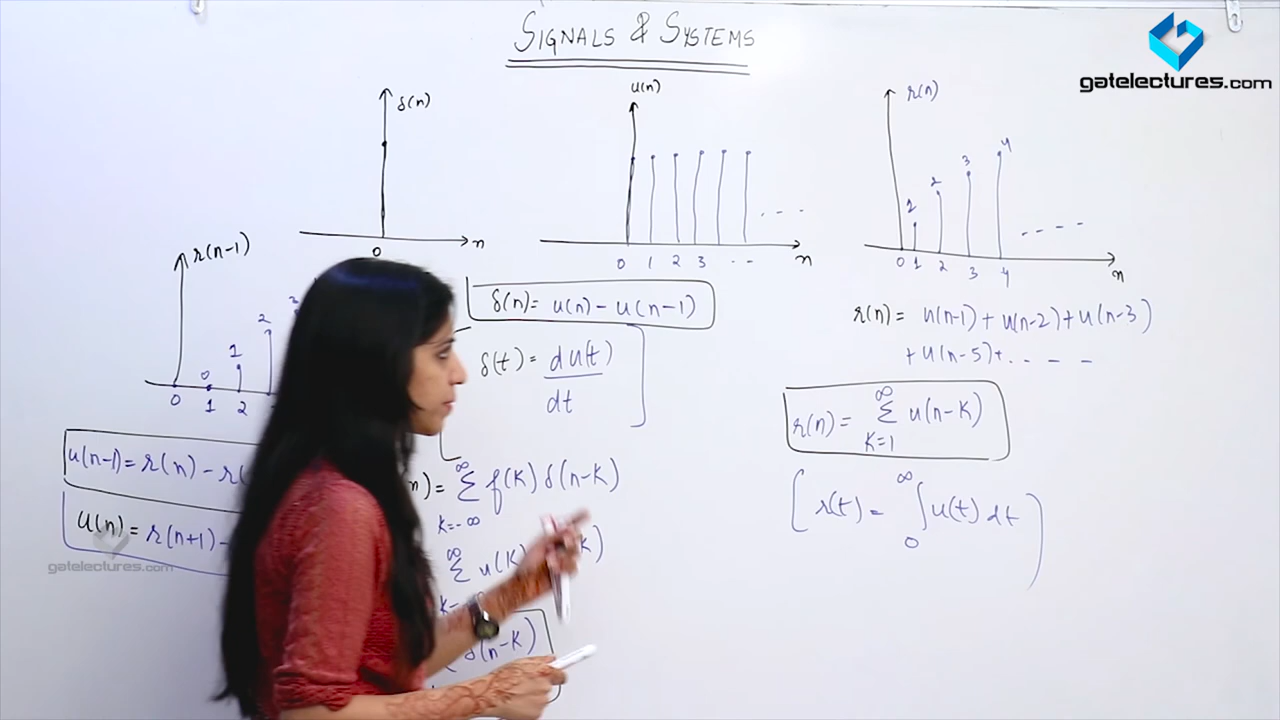 SIGNALS & SYSTEMS
gatelectures.com
δ(n)
0
n
u(n)
0 1 2 3 . .
. . .
n
r(n)
1 2 3 4
0 1 2 3 4
n
r(n-1)
0 1 2
0 1 2
δ(n)= u(n) - u(n-1)
δ(t) = du(t)
dt
r(n) = u(n-1) + u(n-2) + u(n-3)
+ u(n-5) + . . . .
r(n) = ∞ Σ K=1 u(n-K)
[ r(t) = ∞ ∫ 0 u(t) dt )
u(n-1) = r(n) - r(
u(n) = r(n+1) -
n) = ∞ Σ K=-∞ f(K) δ(n-K)
∞ Σ K=- u(K) K)
δ(n-K)
gatelectures.com